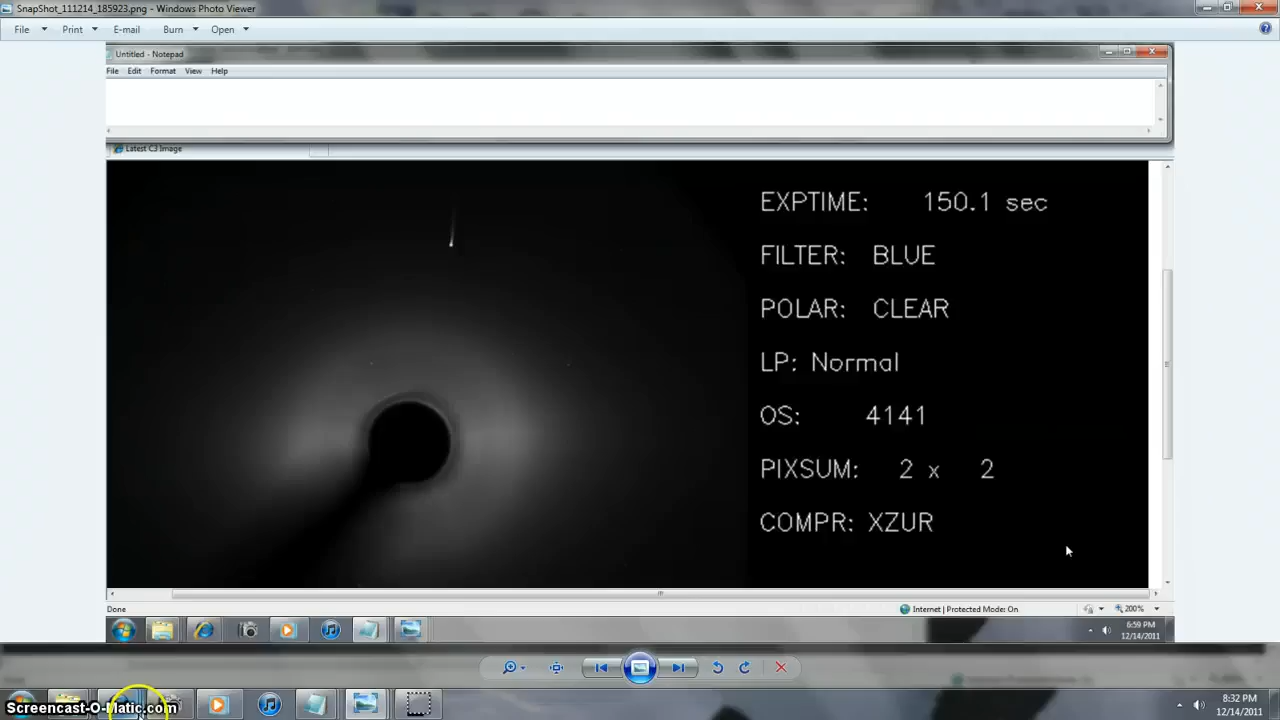 SnapShot_111214_185923.png - Windows Photo Viewer
File Print E-mail Burn Open
Untitled - Notepad
File Edit Format View Help
Latest C3 Image
EXPTIME: 150.1 sec
FILTER: BLUE
POLAR: CLEAR
LP: Normal
OS: 4141
PIXSUM: 2 x 2
COMPR: XZUR
Done Internet | Protected Mode: On 200%
6:59 PM
12/14/2011
Screencast-O-Matic.com
8:32 PM
12/14/2011